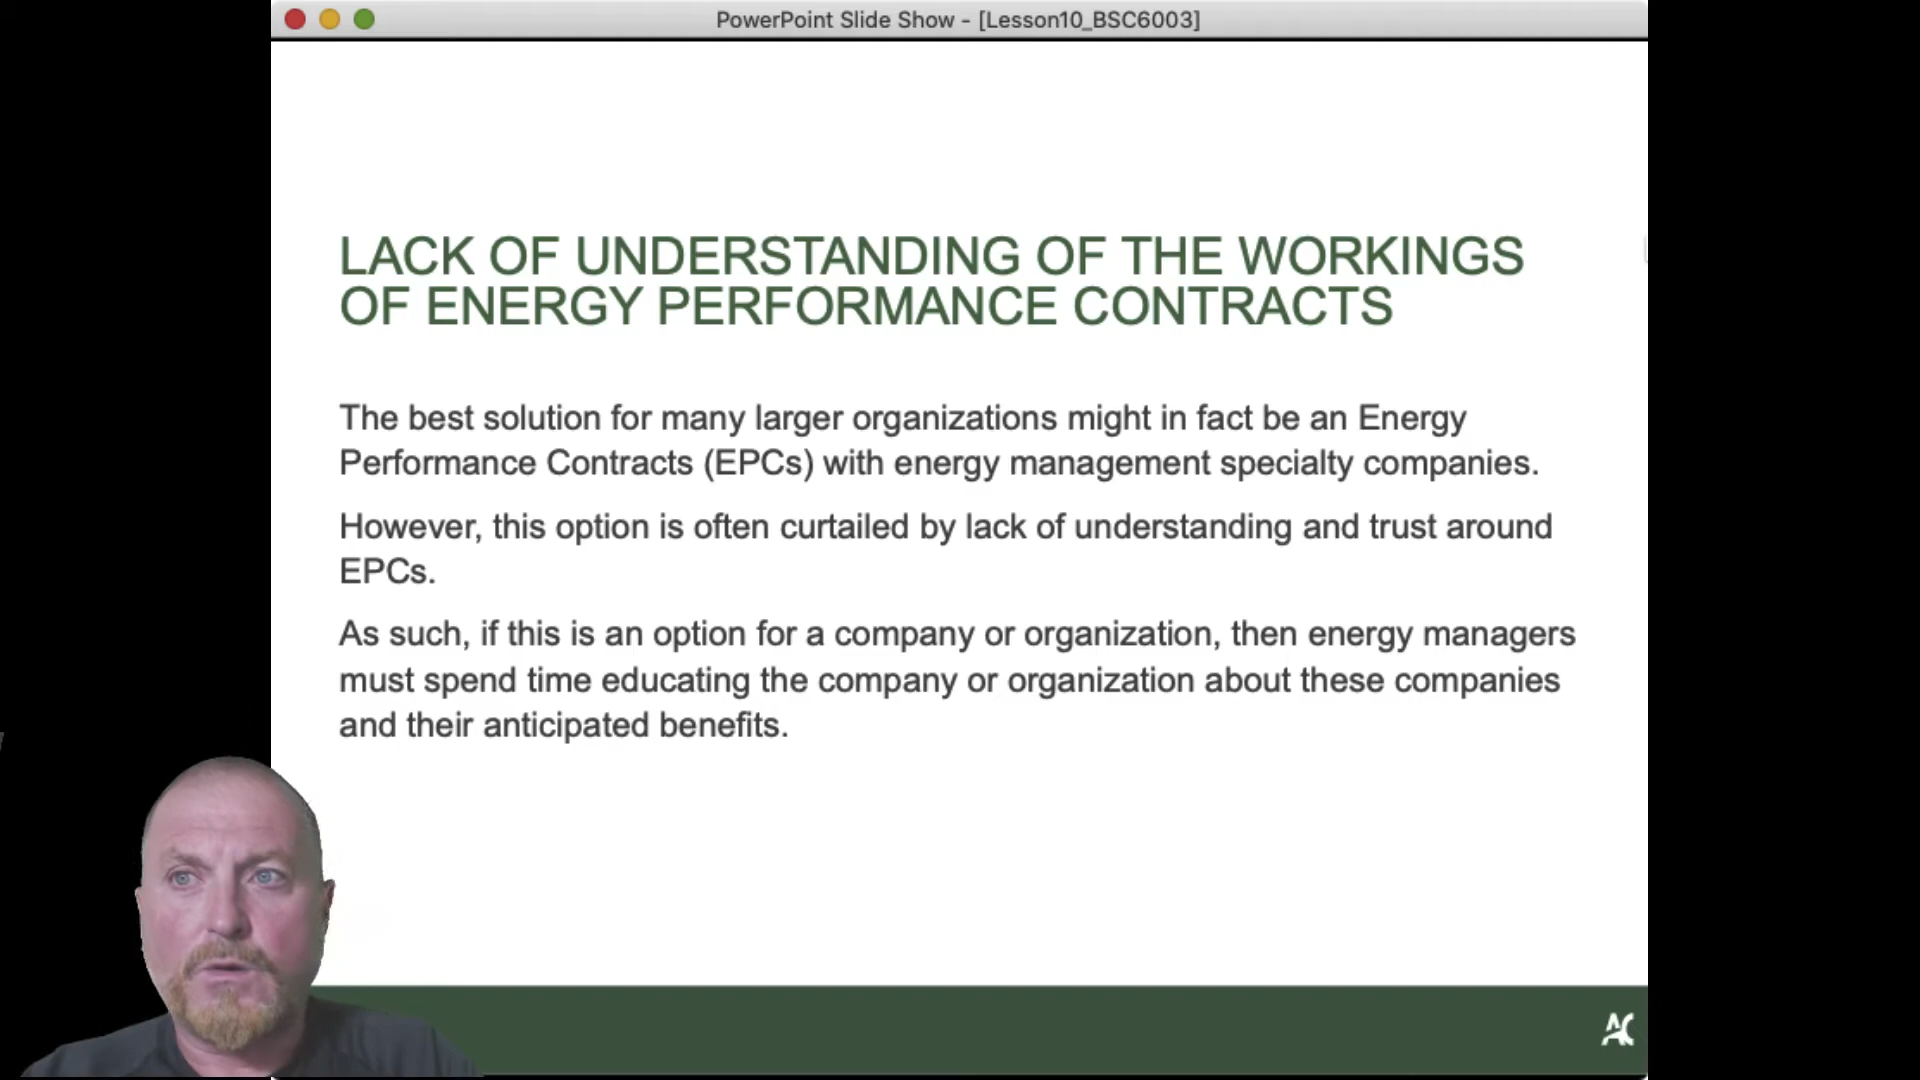 PowerPoint Slide Show - [Lesson10_BSC6003]
LACK OF UNDERSTANDING OF THE WORKINGS
OF ENERGY PERFORMANCE CONTRACTS
The best solution for many larger organizations might in fact be an Energy
Performance Contracts (EPCs) with energy management specialty companies.
However, this option is often curtailed by lack of understanding and trust around
EPCs.
As such, if this is an option for a company or organization, then energy managers
must spend time educating the company or organization about these companies
and their anticipated benefits.
AC